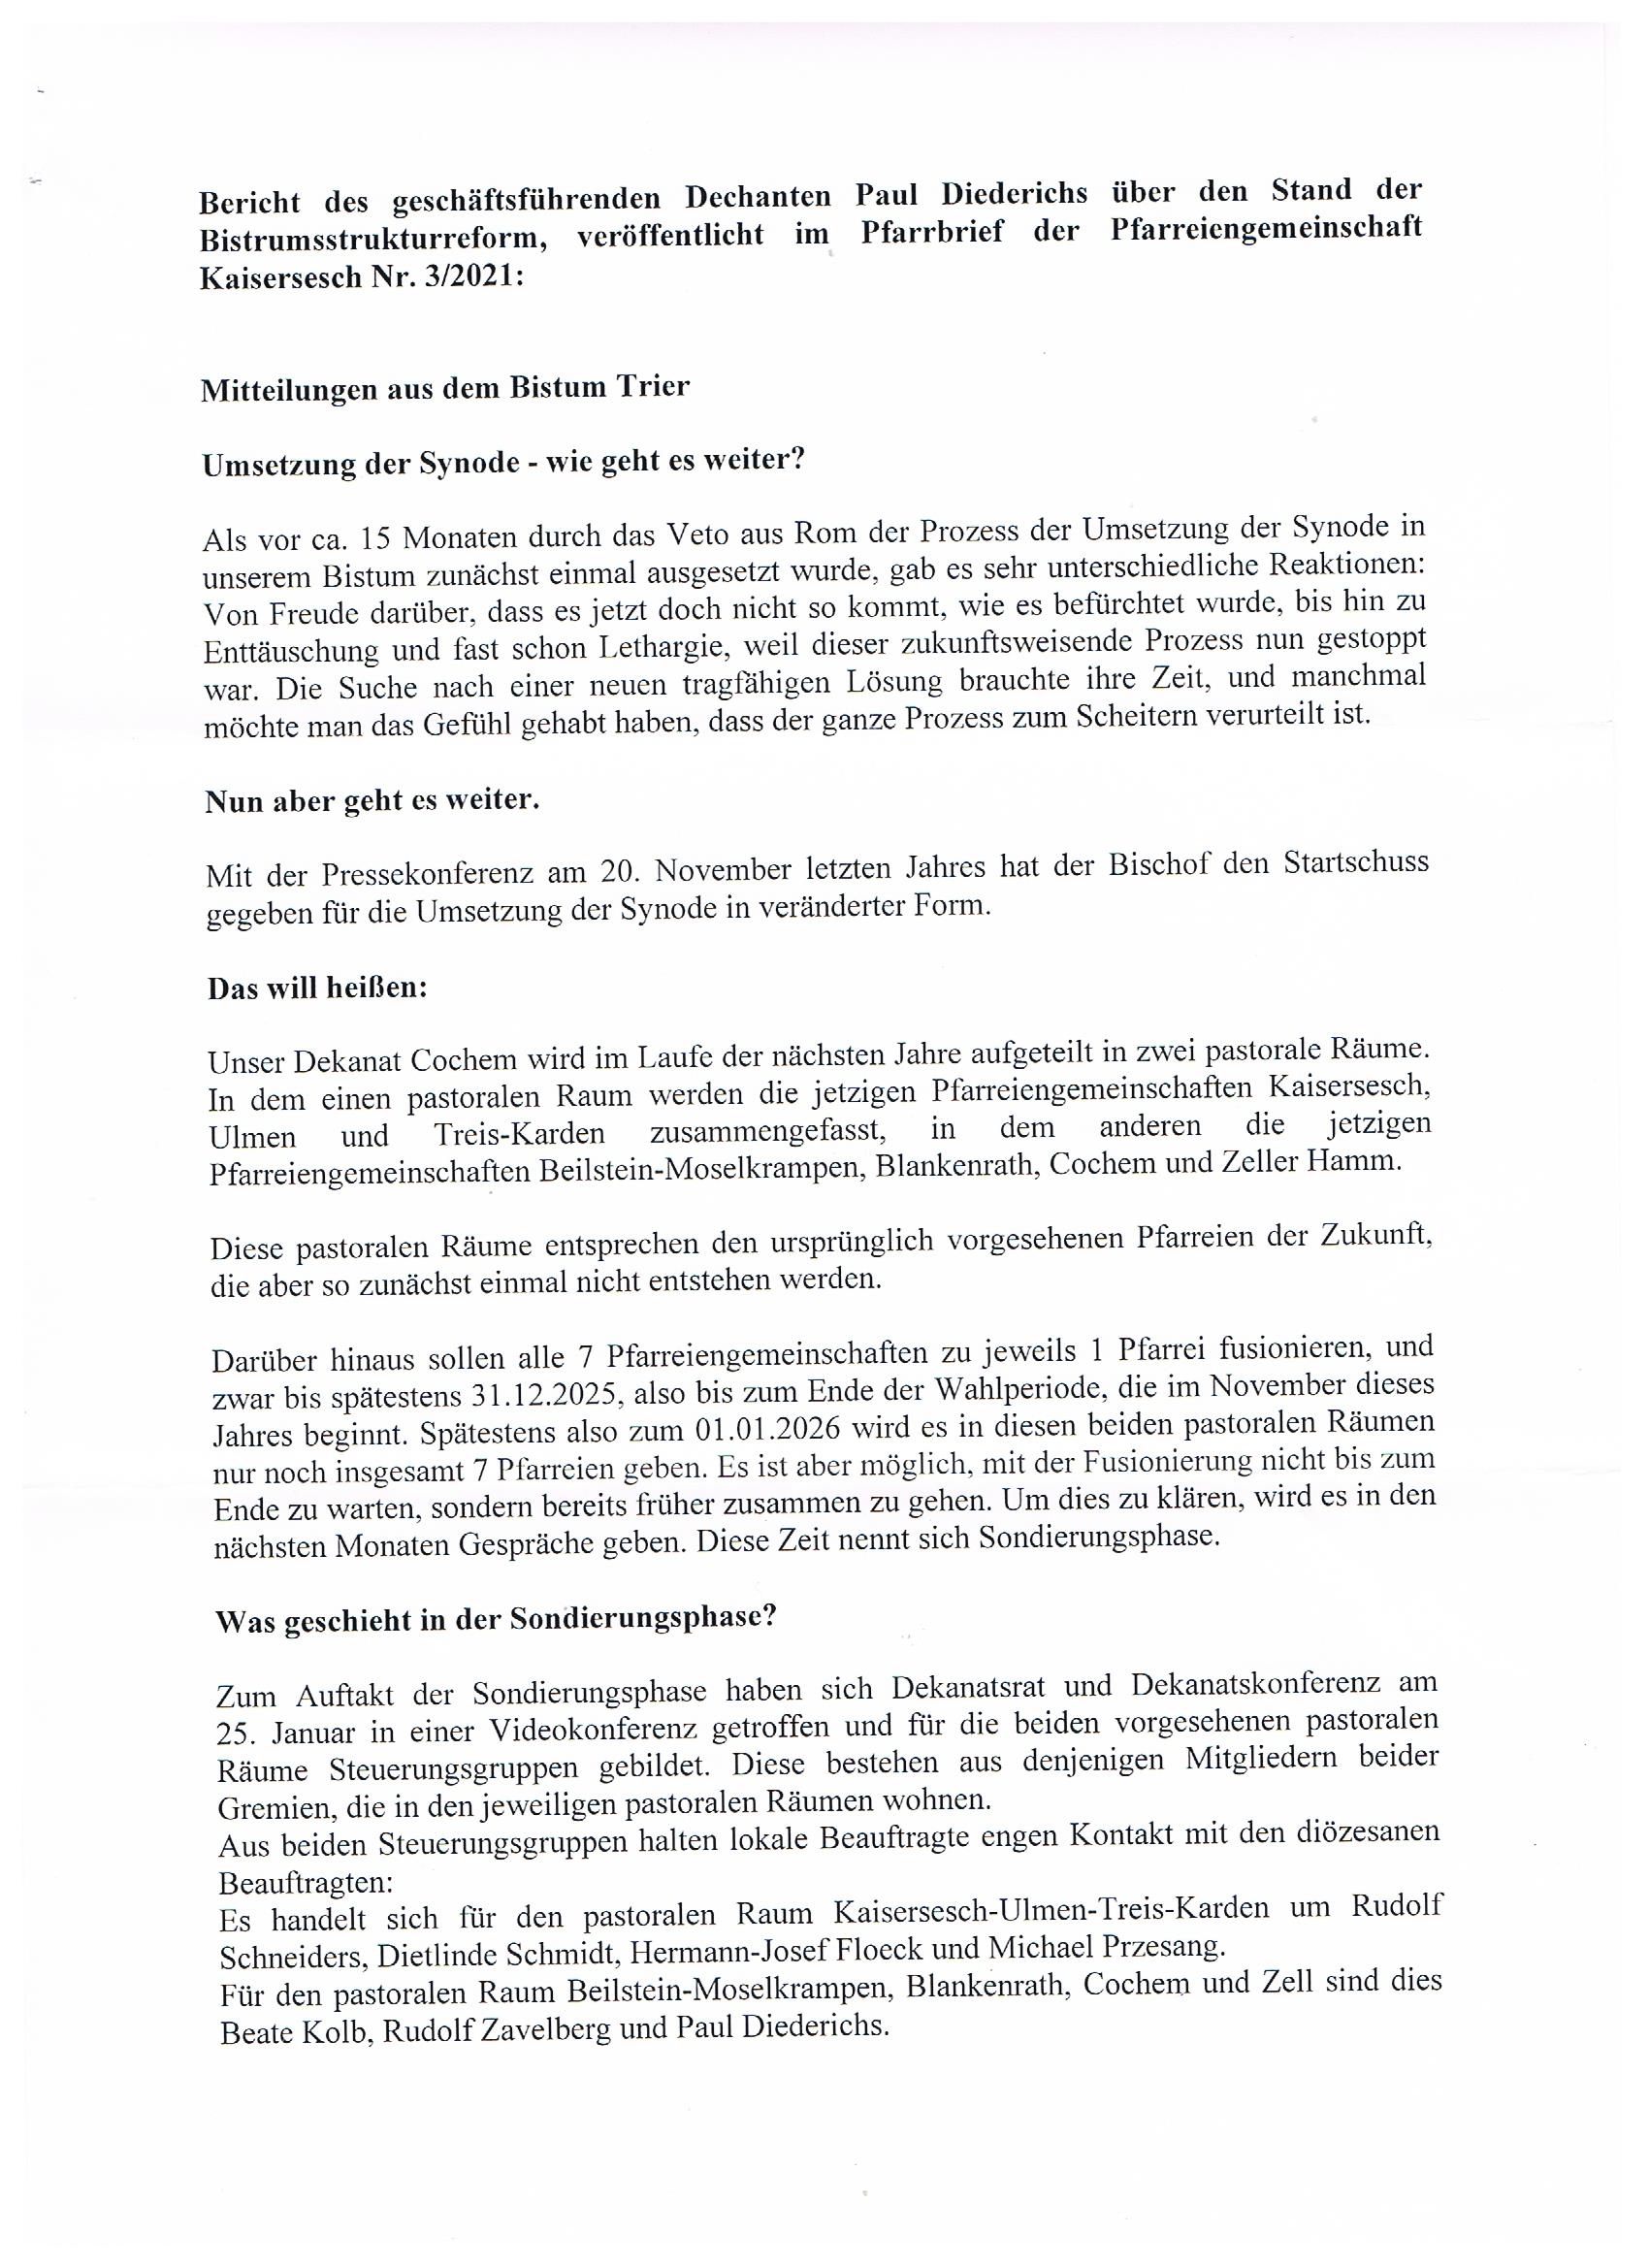 Bericht des geschäftsführenden Dechanten Paul Diederichs über den Stand der
Bistrumsstrukturreform, veröffentlicht im Pfarrbrief der Pfarreiengemeinschaft
Kaisersesch Nr. 3/2021:
Mitteilungen aus dem Bistum Trier
Umsetzung der Synode - wie geht es weiter?
Als vor ca. 15 Monaten durch das Veto aus Rom der Prozess der Umsetzung der Synode in
unserem Bistum zunächst einmal ausgesetzt wurde, gab es sehr unterschiedliche Reaktionen:
Von Freude darüber, dass es jetzt doch nicht so kommt, wie es befürchtet wurde, bis hin zu
Enttäuschung und fast schon Lethargie, weil dieser zukunftsweisende Prozess nun gestoppt
war. Die Suche nach einer neuen tragfähigen Lösung brauchte ihre Zeit, und manchmal
möchte man das Gefühl gehabt haben, dass der ganze Prozess zum Scheitern verurteilt ist.
Nun aber geht es weiter.
Mit der Pressekonferenz am 20. November letzten Jahres hat der Bischof den Startschuss
gegeben für die Umsetzung der Synode in veränderter Form.
Das will heißen:
Unser Dekanat Cochem wird im Laufe der nächsten Jahre aufgeteilt in zwei pastorale Räume.
In dem einen pastoralen Raum werden die jetzigen Pfarreiengemeinschaften Kaisersesch,
Ulmen und Treis-Karden zusammengefasst, in dem anderen die jetzigen
Pfarreiengemeinschaften Beilstein-Moselkrampen, Blankenrath, Cochem und Zeller Hamm.
Diese pastoralen Räume entsprechen den ursprünglich vorgesehenen Pfarreien der Zukunft,
die aber so zunächst einmal nicht entstehen werden.
Darüber hinaus sollen alle 7 Pfarreiengemeinschaften zu jeweils 1 Pfarrei fusionieren, und
zwar bis spätestens 31.12.2025, also bis zum Ende der Wahlperiode, die im November dieses
Jahres beginnt. Spätestens also zum 01.01.2026 wird es in diesen beiden pastoralen Räumen
nur noch insgesamt 7 Pfarreien geben. Es ist aber möglich, mit der Fusionierung nicht bis zum
Ende zu warten, sondern bereits früher zusammen zu gehen. Um dies zu klären, wird es in den
nächsten Monaten Gespräche geben. Diese Zeit nennt sich Sondierungsphase.
Was geschieht in der Sondierungsphase?
Zum Auftakt der Sondierungsphase haben sich Dekanatsrat und Dekanatskonferenz am
25. Januar in einer Videokonferenz getroffen und für die beiden vorgesehenen pastoralen
Räume Steuerungsgruppen gebildet. Diese bestehen aus denjenigen Mitgliedern beider
Gremien, die in den jeweiligen pastoralen Räumen wohnen.
Aus beiden Steuerungsgruppen halten lokale Beauftragte engen Kontakt mit den diözesanen
Beauftragten:
Es handelt sich für den pastoralen Raum Kaisersesch-Ulmen-Treis-Karden um Rudolf
Schneiders, Dietlinde Schmidt, Hermann-Josef Floeck und Michael Przesang.
Für den pastoralen Raum Beilstein-Moselkrampen, Blankenrath, Cochem und Zell sind dies
Beate Kolb, Rudolf Zavelberg und Paul Diederichs.